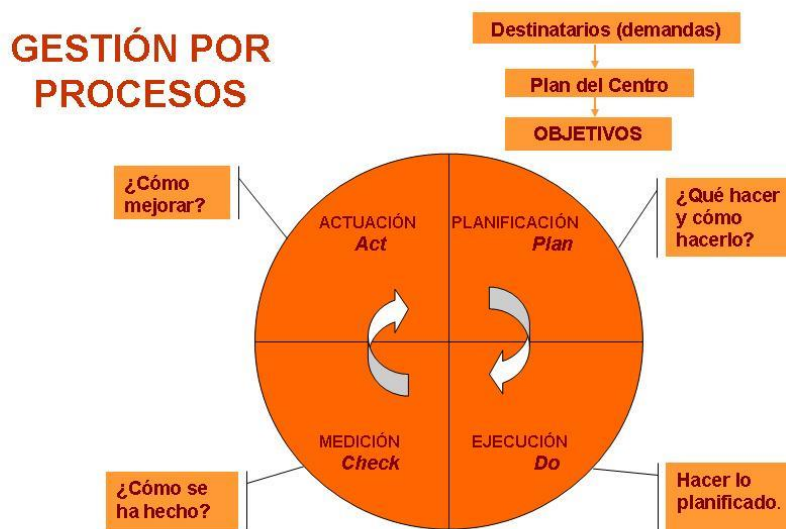 GESTIÓN POR
PROCESOS
Destinatarios (demandas)
Plan del Centro
OBJETIVOS
¿Cómo
mejorar?
ACTUACIÓN
Act
PLANIFICACIÓN
Plan
¿Qué hacer
y cómo
hacerlo?
MEDICIÓN
Check
EJECUCIÓN
Do
¿Cómo se
ha hecho?
Hacer lo
planificado.